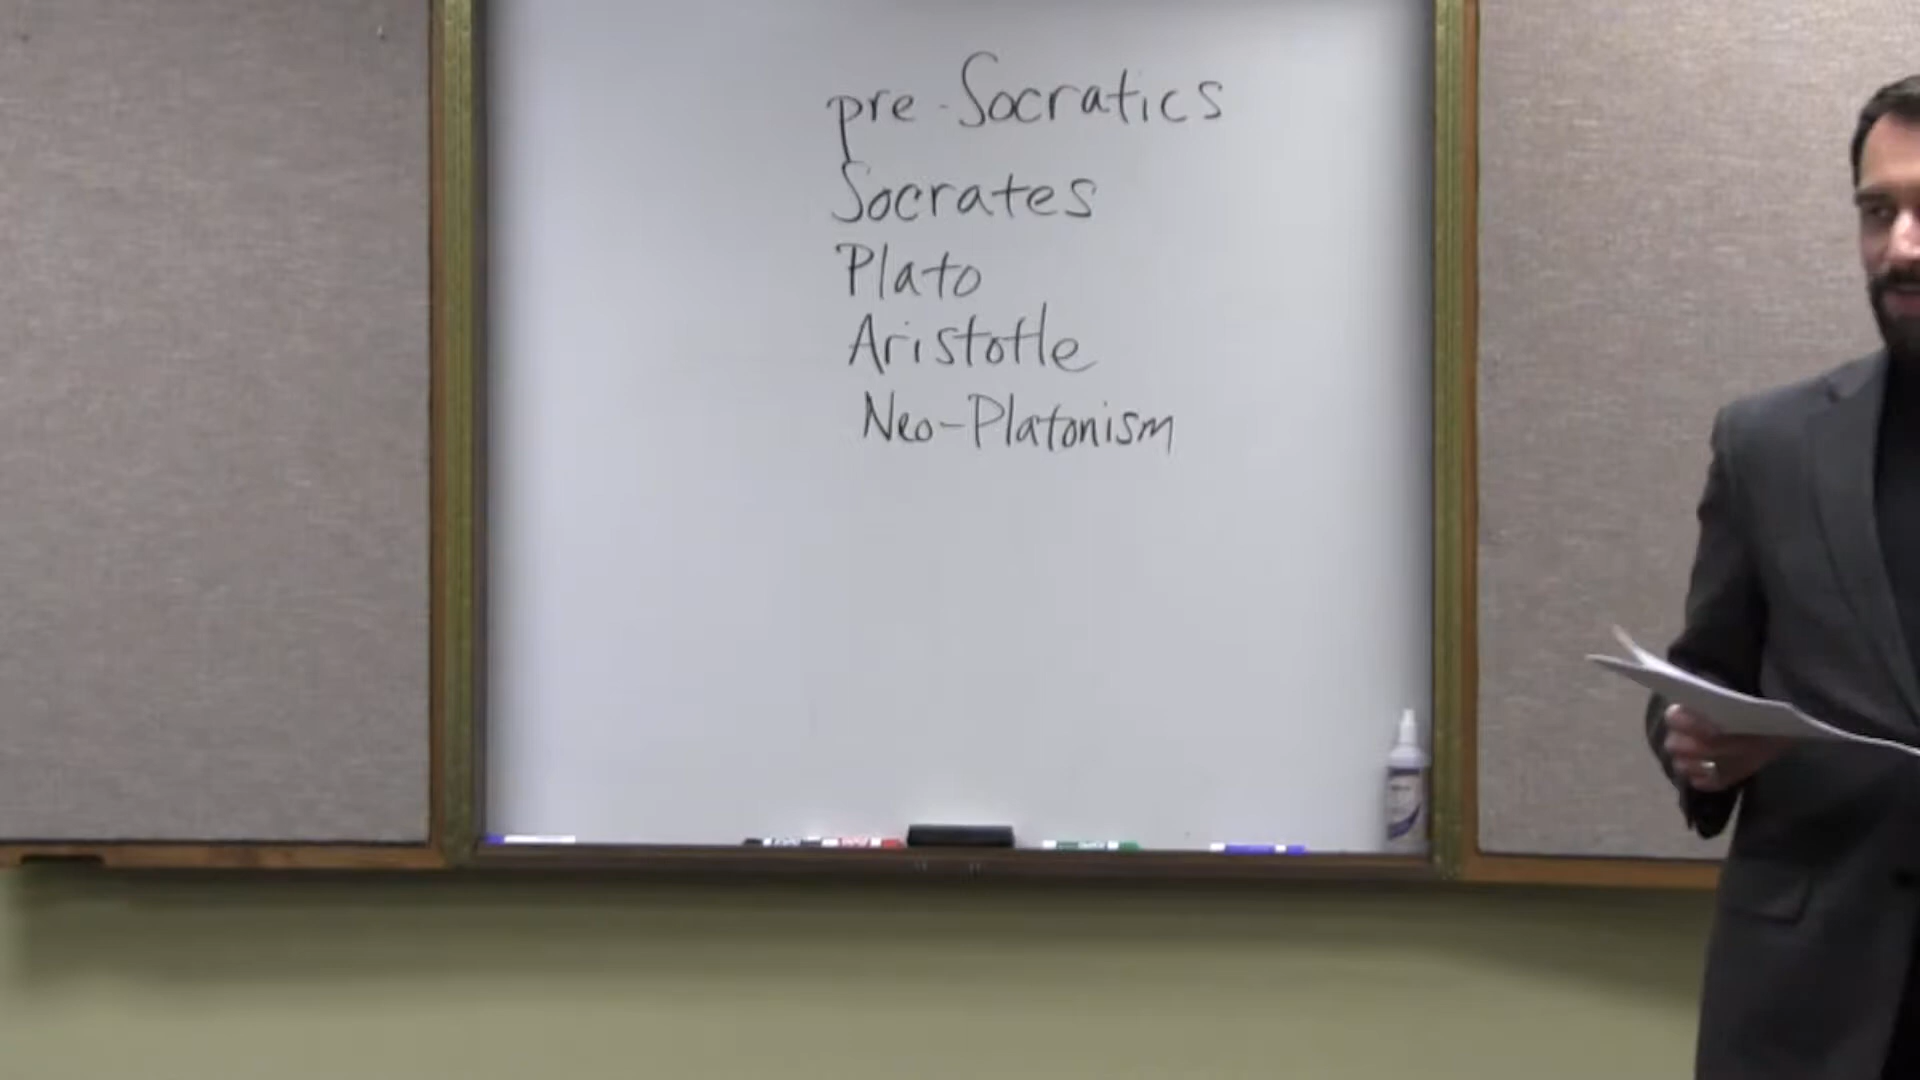 pre-Socratics
Socrates
Plato
Aristotle
Neo-Platonism